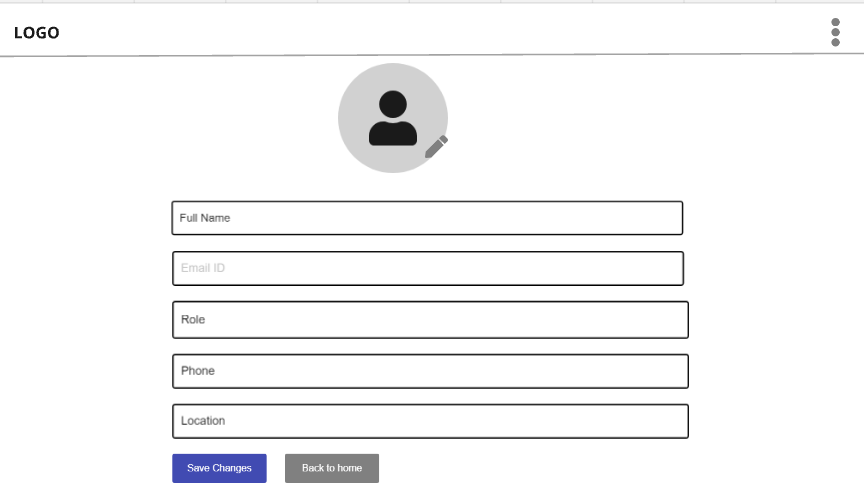 LOGO
Full Name
Email ID
Role
Phone
Location
Save Changes
Back to home